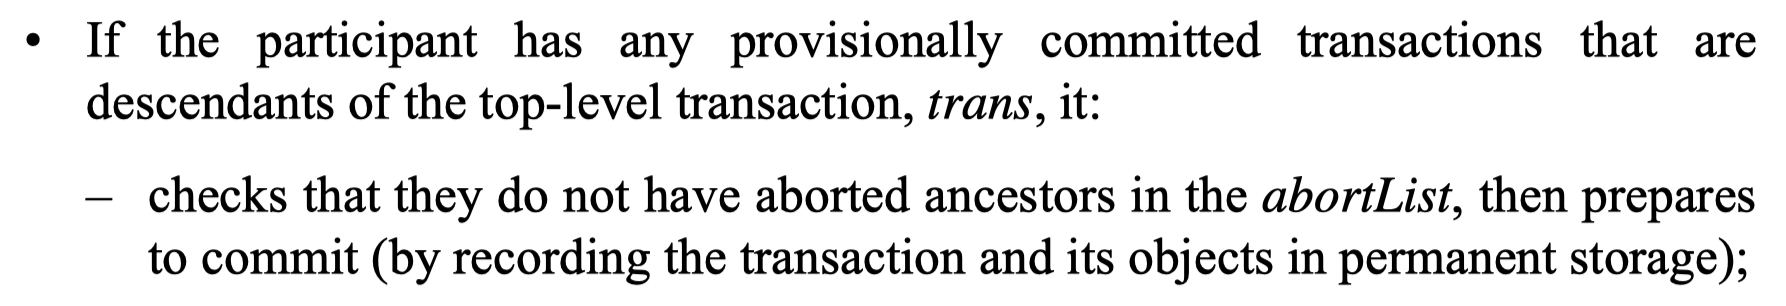 • If the participant has any provisionally committed transactions that are
descendants of the top-level transaction, trans, it:
– checks that they do not have aborted ancestors in the abortList, then prepares
to commit (by recording the transaction and its objects in permanent storage);